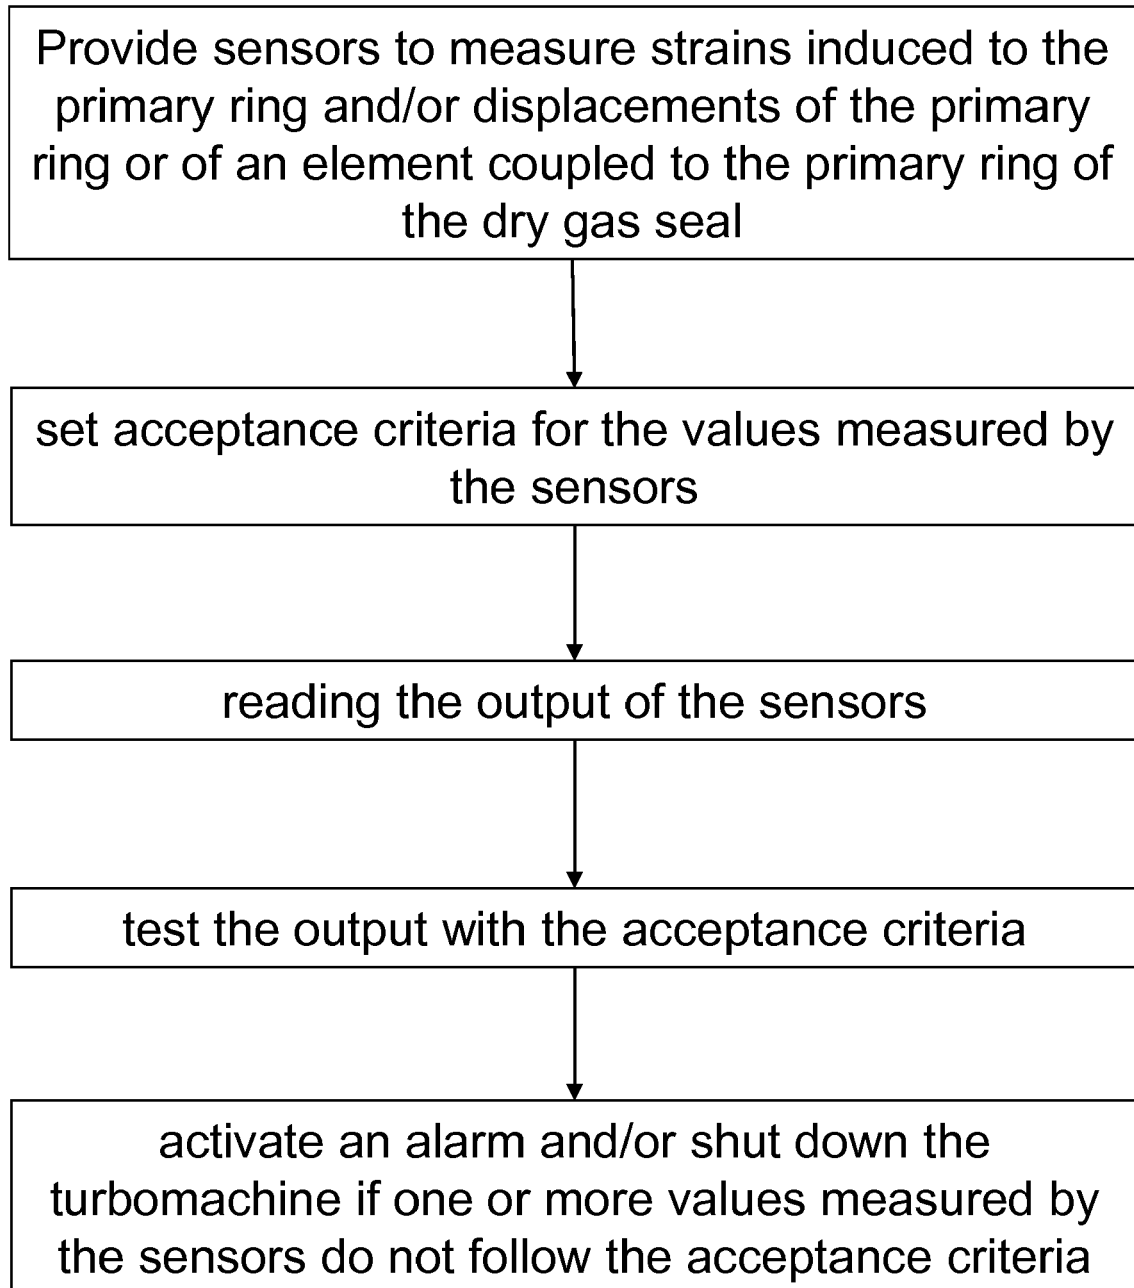 Provide sensors to measure strains induced to the
primary ring and/or displacements of the primary
ring or of an element coupled to the primary ring of
the dry gas seal
set acceptance criteria for the values measured by
the sensors
reading the output of the sensors
test the output with the acceptance criteria
activate an alarm and/or shut down the
turbomachine if one or more values measured by
the sensors do not follow the acceptance criteria